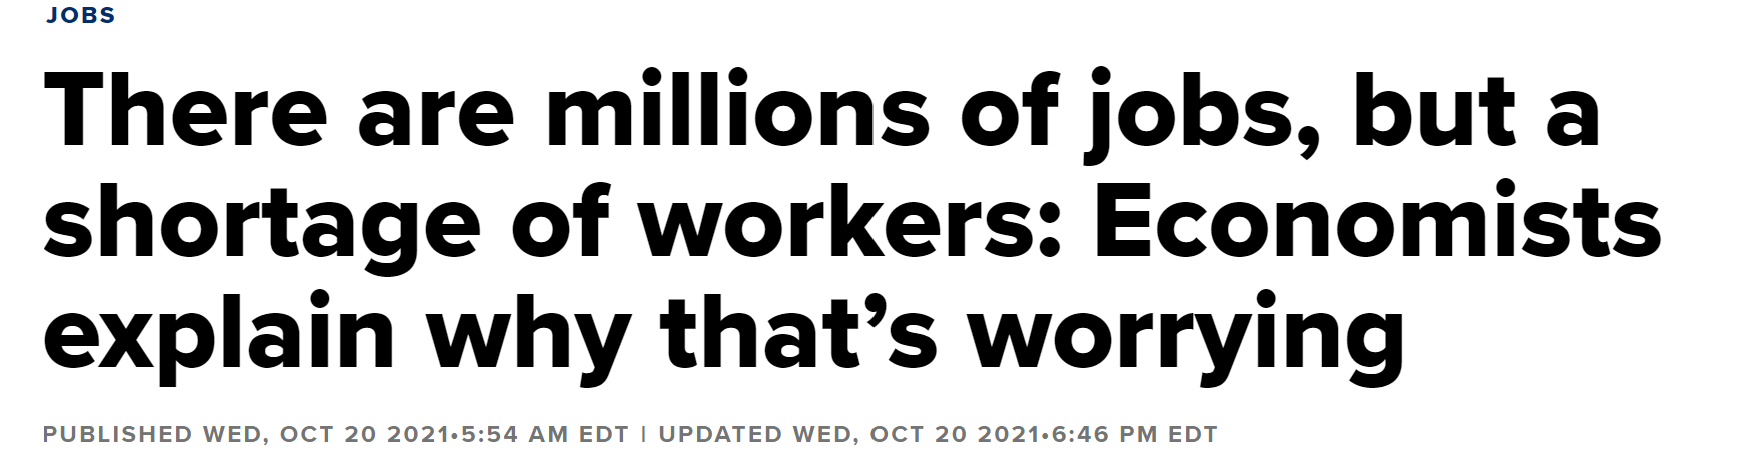 JOBS
There are millions of jobs, but a
shortage of workers: Economists
explain why that’s worrying
PUBLISHED WED, OCT 20 2021•5:54 AM EDT | UPDATED WED, OCT 20 2021•6:46 PM EDT